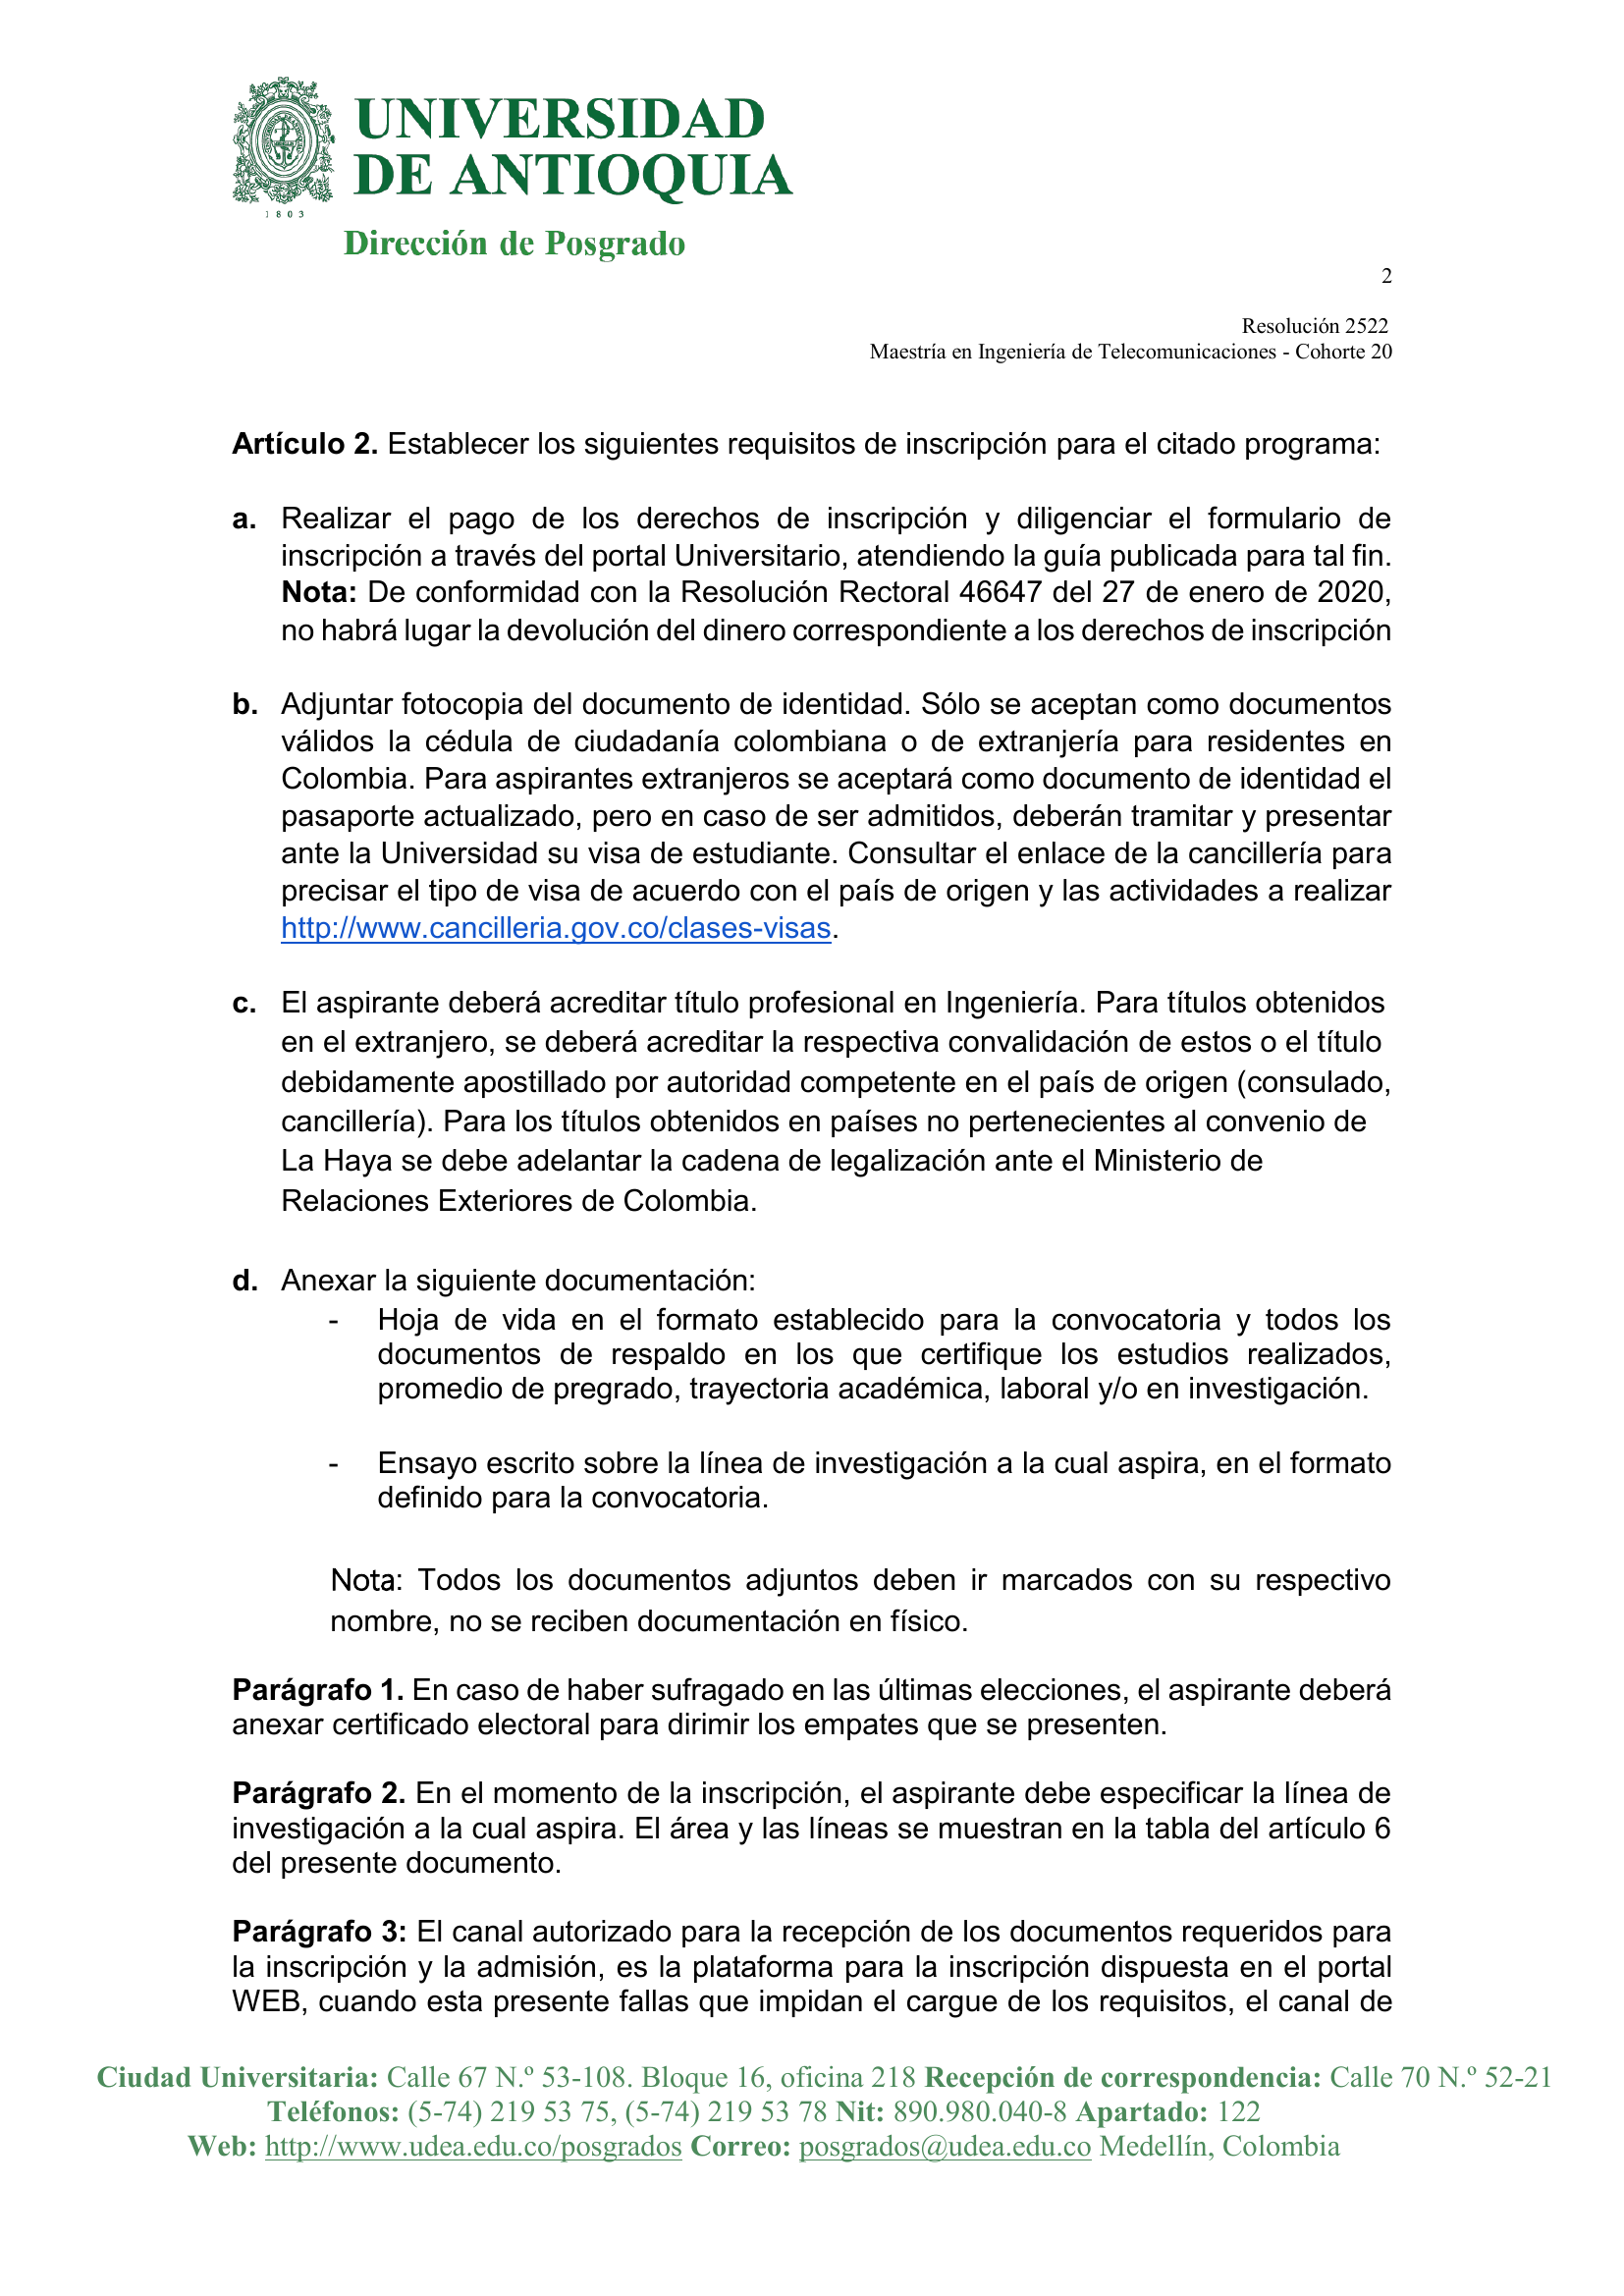 UNIVERSIDAD
DE ANTIOQUIA
1803
Dirección de Posgrado
2
Resolución 2522
Maestría en Ingeniería de Telecomunicaciones - Cohorte 20
Artículo 2. Establecer los siguientes requisitos de inscripción para el citado programa:
a. Realizar el pago de los derechos de inscripción y diligenciar el formulario de
inscripción a través del portal Universitario, atendiendo la guía publicada para tal fin.
Nota: De conformidad con la Resolución Rectoral 46647 del 27 de enero de 2020,
no habrá lugar la devolución del dinero correspondiente a los derechos de inscripción
b. Adjuntar fotocopia del documento de identidad. Sólo se aceptan como documentos
válidos la cédula de ciudadanía colombiana o de extranjería para residentes en
Colombia. Para aspirantes extranjeros se aceptará como documento de identidad el
pasaporte actualizado, pero en caso de ser admitidos, deberán tramitar y presentar
ante la Universidad su visa de estudiante. Consultar el enlace de la cancillería para
precisar el tipo de visa de acuerdo con el país de origen y las actividades a realizar
http://www.cancilleria.gov.co/clases-visas.
c. El aspirante deberá acreditar título profesional en Ingeniería. Para títulos obtenidos
en el extranjero, se deberá acreditar la respectiva convalidación de estos o el título
debidamente apostillado por autoridad competente en el país de origen (consulado,
cancillería). Para los títulos obtenidos en países no pertenecientes al convenio de
La Haya se debe adelantar la cadena de legalización ante el Ministerio de
Relaciones Exteriores de Colombia.
d. Anexar la siguiente documentación:
- Hoja de vida en el formato establecido para la convocatoria y todos los
documentos de respaldo en los que certifique los estudios realizados,
promedio de pregrado, trayectoria académica, laboral y/o en investigación.
- Ensayo escrito sobre la línea de investigación a la cual aspira, en el formato
definido para la convocatoria.
Nota: Todos los documentos adjuntos deben ir marcados con su respectivo
nombre, no se reciben documentación en físico.
Parágrafo 1. En caso de haber sufragado en las últimas elecciones, el aspirante deberá
anexar certificado electoral para dirimir los empates que se presenten.
Parágrafo 2. En el momento de la inscripción, el aspirante debe especificar la línea de
investigación a la cual aspira. El área y las líneas se muestran en la tabla del artículo 6
del presente documento.
Parágrafo 3: El canal autorizado para la recepción de los documentos requeridos para
la inscripción y la admisión, es la plataforma para la inscripción dispuesta en el portal
WEB, cuando esta presente fallas que impidan el cargue de los requisitos, el canal de
Ciudad Universitaria: Calle 67 N.º 53-108. Bloque 16, oficina 218 Recepción de correspondencia: Calle 70 N.º 52-21
Teléfonos: (5-74) 219 53 75, (5-74) 219 53 78 Nit: 890.980.040-8 Apartado: 122
Web: http://www.udea.edu.co/posgrados Correo: posgrados@udea.edu.co Medellín, Colombia